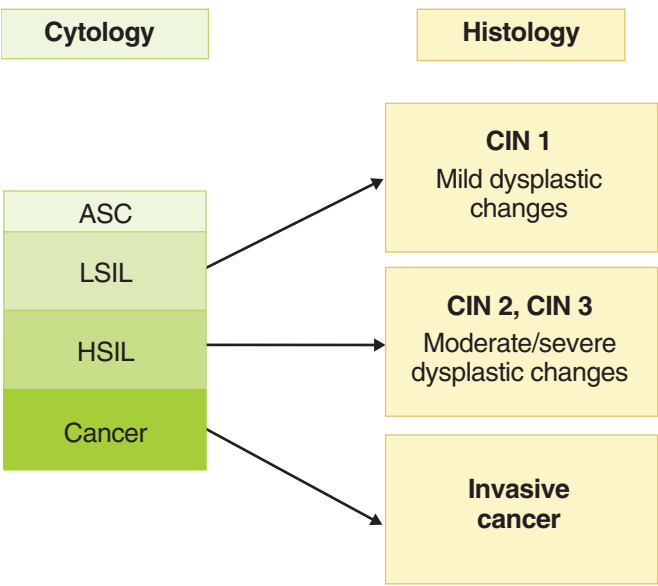 Cytology
Histology
ASC
LSIL
HSIL
Cancer
CIN 1
Mild dysplastic
changes
CIN 2, CIN 3
Moderate/severe
dysplastic changes
Invasive
cancer